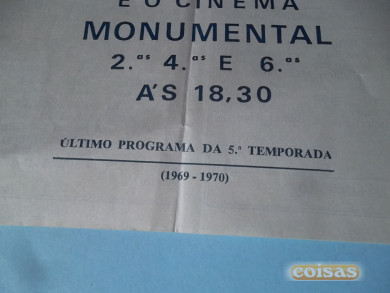 E O CINEMA
MONUMENTAL
2.ªs 4.ªs E 6.ªs
A'S 18,30
ÚLTIMO PROGRAMA DA 5.ª TEMPORADA
(1969 - 1970)
coisas